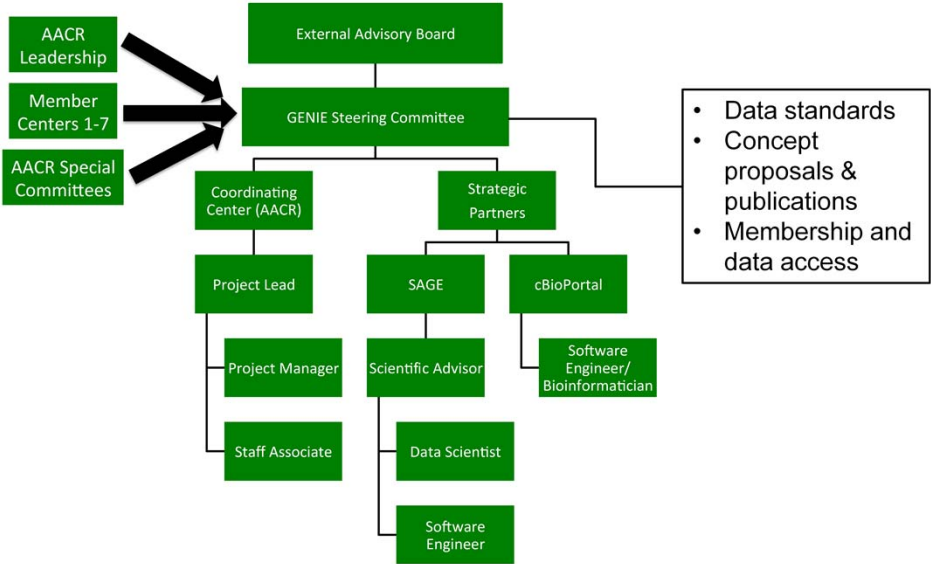 AACR
Leadership
Member
Centers 1-7
AACR Special
Committees
External Advisory Board
GENIE Steering Committee
• Data standards
• Concept
proposals &
publications
• Membership and
data access
Coordinating
Center (AACR)
Strategic
Partners
Project Lead
SAGE
cBioPortal
Project Manager
Scientific Advisor
Software
Engineer/
Bioinformatician
Staff Associate
Data Scientist
Software
Engineer